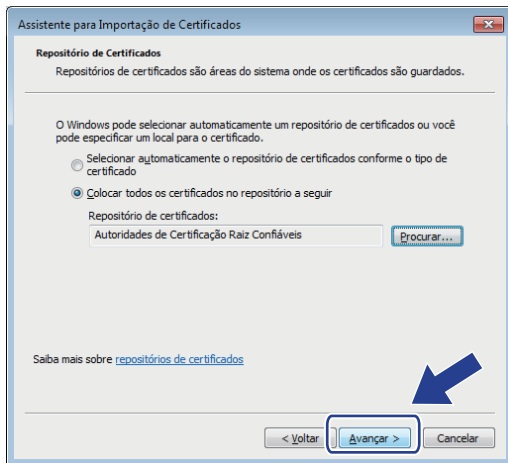 Assistente para Importação de Certificados
Repositório de Certificados
Repositórios de certificados são áreas do sistema onde os certificados são guardados.
O Windows pode selecionar automaticamente um repositório de certificados ou você
pode especificar um local para o certificado.
Selecionar automaticamente o repositório de certificados conforme o tipo de
certificado
Colocar todos os certificados no repositório a seguir
Repositório de certificados:
Autoridades de Certificação Raiz Confiáveis
Procurar...
Saiba mais sobre repositórios de certificados
< Voltar
Avançar >
Cancelar